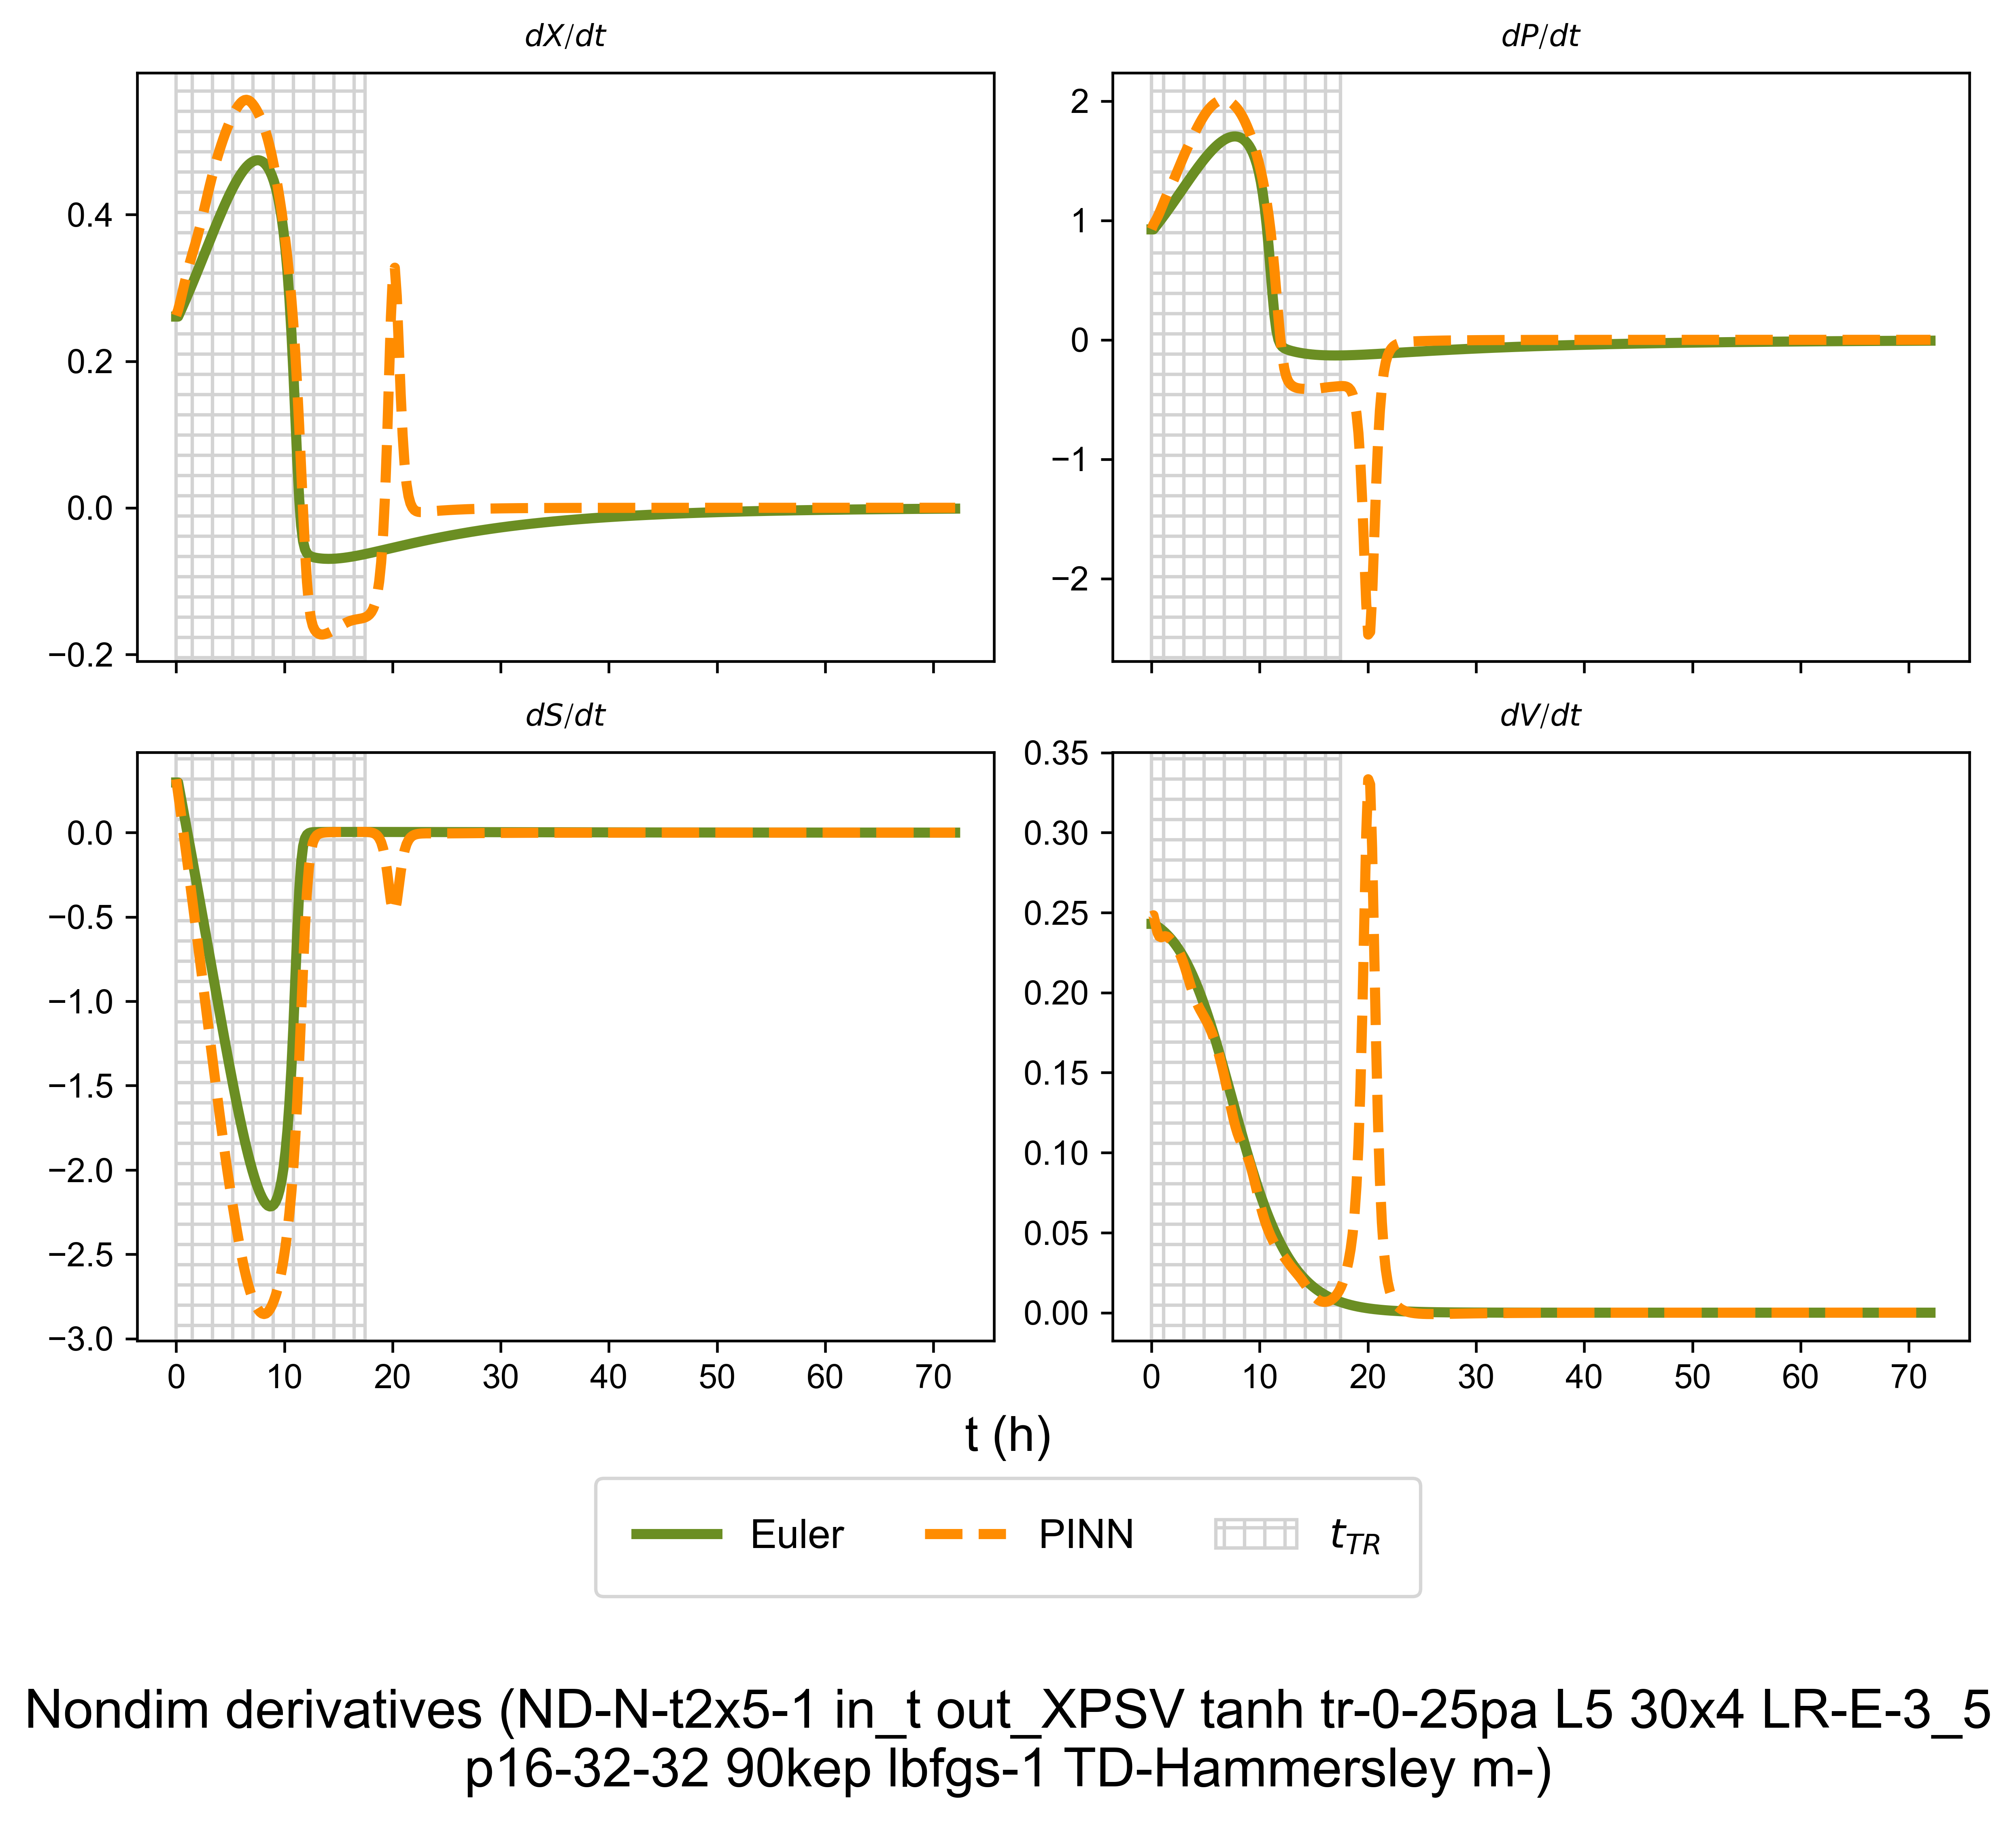 dX/dt
dP/dt
0.4
0.2
0.0
−0.2
2
1
0
−1
−2
dS/dt
dV/dt
0.0
−0.5
−1.0
−1.5
−2.0
−2.5
−3.0
0.35
0.30
0.25
0.20
0.15
0.10
0.05
0.00
0 10 20 30 40 50 60 70
0 10 20 30 40 50 60 70
t (h)
Euler PINN t_TR
Nondim derivatives (ND-N-t2x5-1 in_t out_XPSV tanh tr-0-25pa L5 30x4 LR-E-3_5
p16-32-32 90kep lbfgs-1 TD-Hammersley m-)